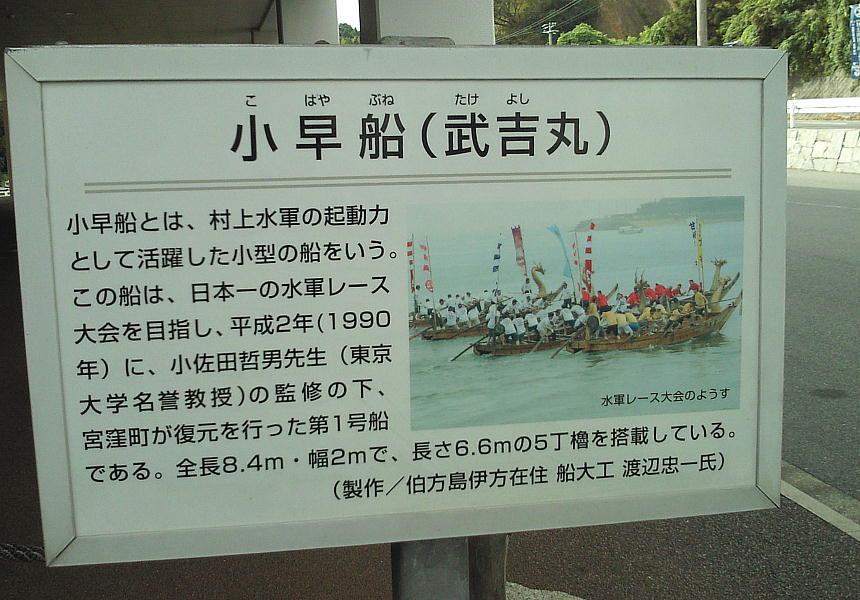 こ はや ぶね たけ よし
小早船(武吉丸)
小早船とは、村上水軍の起動力
として活躍した小型の船をいう。
この船は、日本一の水軍レース
大会を目指し、平成2年(1990
年)に、小佐田哲男先生(東京
大学名誉教授)の監修の下、
宮窪町が復元を行った第1号船
である。全長8.4m・幅2mで、長さ6.6mの5丁櫓を搭載している。
(製作/伯方島伊方在住 船大工 渡辺忠一氏)
水軍レース大会のようす